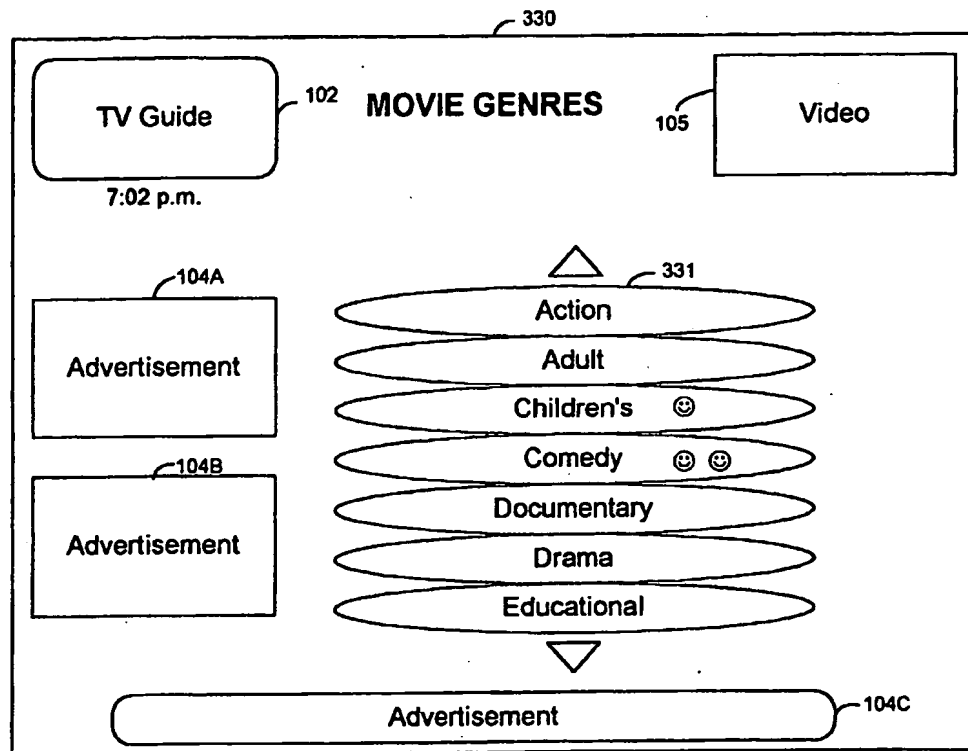 330
TV Guide
102
MOVIE GENRES
105
Video
7:02 p.m.
104A
Advertisement
104B
Advertisement
331
Action
Adult
Children's ☺
Comedy ☺ ☺
Documentary
Drama
Educational
Advertisement
104C